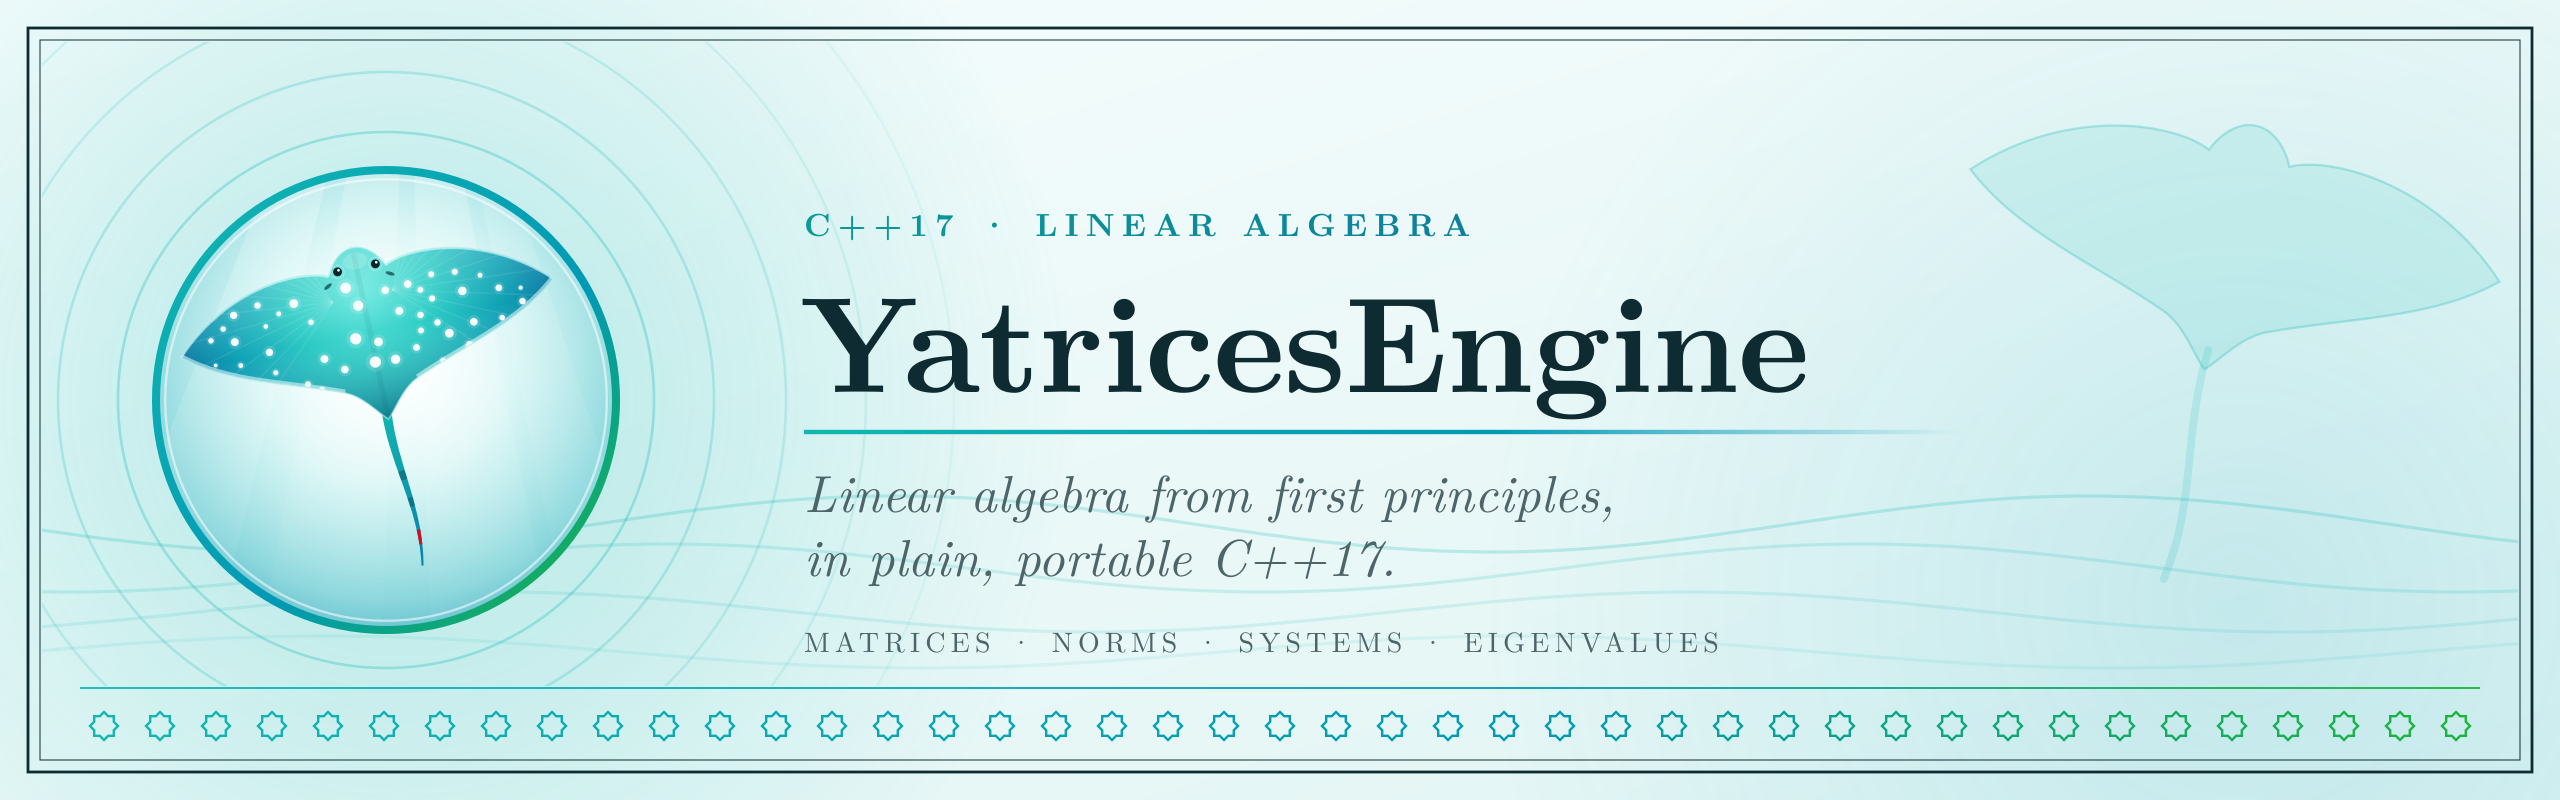 C++17 · LINEAR ALGEBRA
YatricesEngine
Linear algebra from first principles,
in plain, portable C++17.
MATRICES · NORMS · SYSTEMS · EIGENVALUES